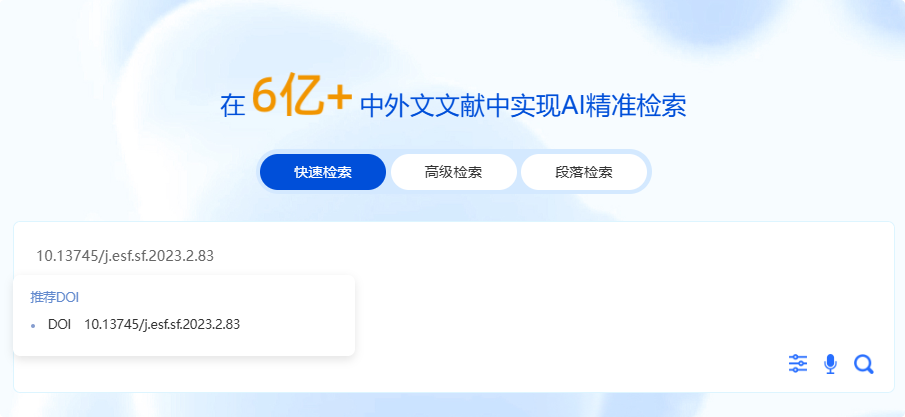 在 6亿+ 中外文文献中实现AI精准检索
快速检索 高级检索 段落检索
10.13745/j.esf.sf.2023.2.83
推荐DOI
DOI 10.13745/j.esf.sf.2023.2.83